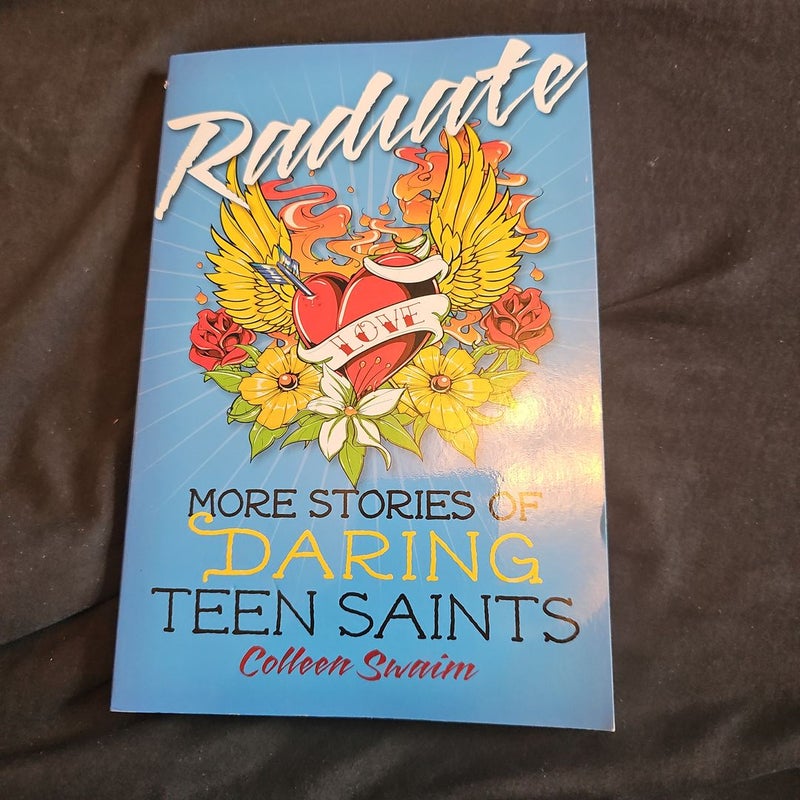 Radiate
LOVE
MORE STORIES OF
DARING
TEEN SAINTS
Colleen Swaim